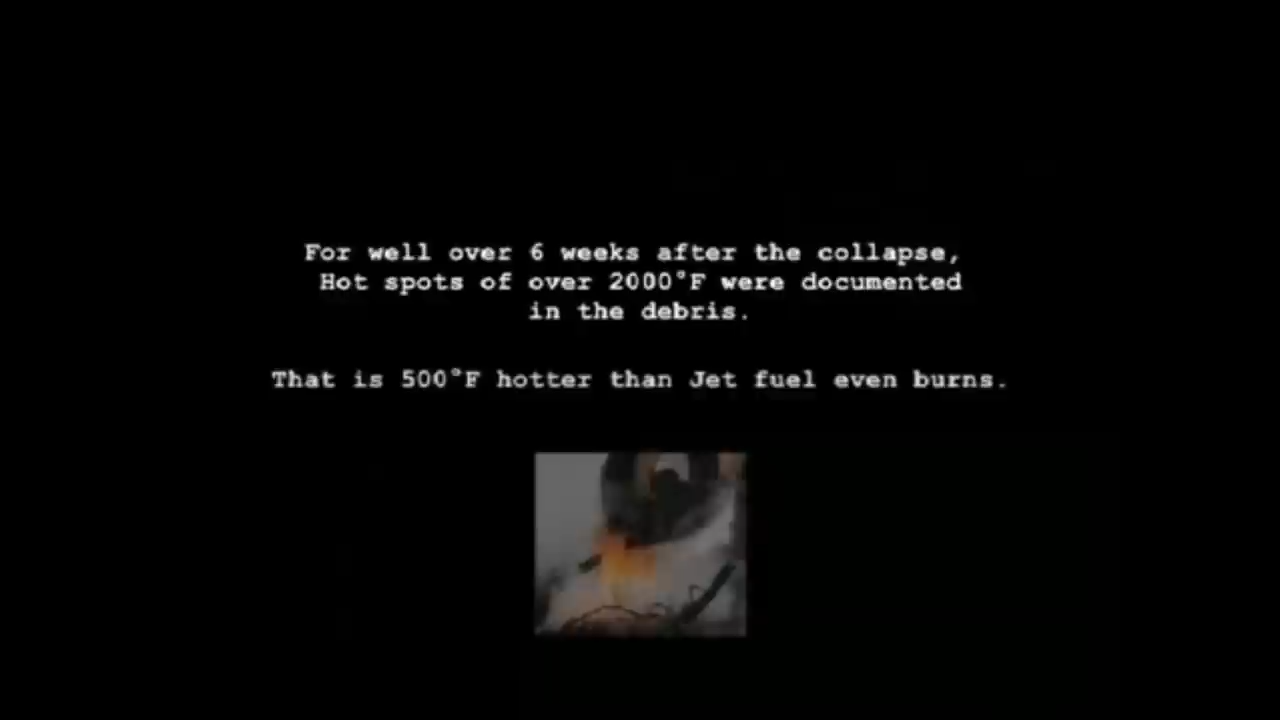 For well over 6 weeks after the collapse,
Hot spots of over 2000°F were documented
in the debris.
That is 500°F hotter than Jet fuel even burns.